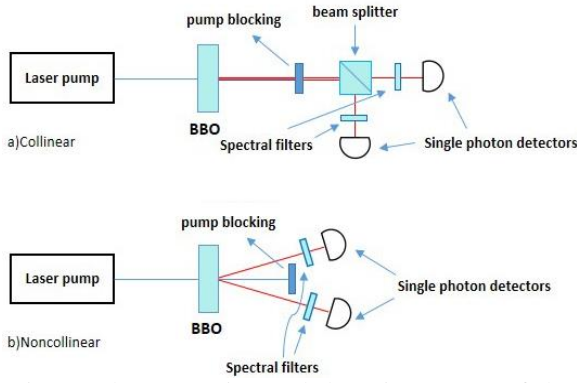 beam splitter
pump blocking
Laser pump
BBO
a)Collinear
Spectral filters
Single photon detectors
pump blocking
Laser pump
Single photon detectors
BBO
b)Noncollinear
Spectral filters